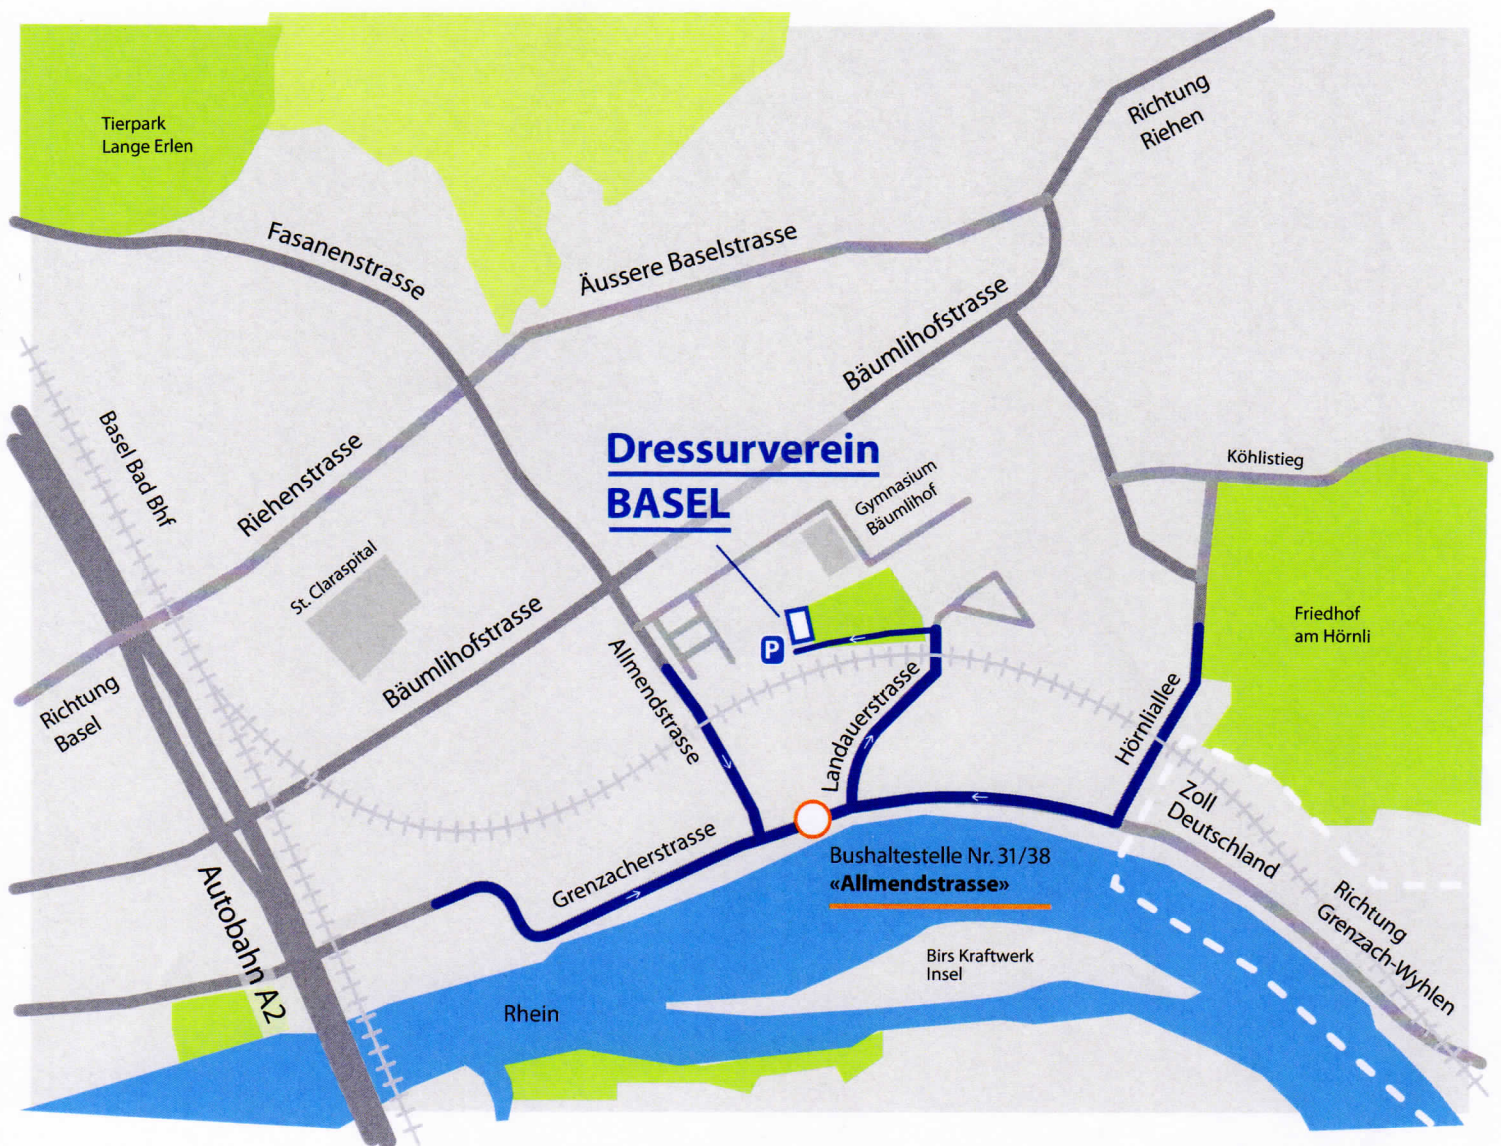 Tierpark
Lange Erlen
Richtung
Riehen
Fasanenstrasse
Äussere Baselstrasse
Bäumlihofstrasse
Basel Bad Bhf
Riehenstrasse
Dressurverein
BASEL
Gymnasium
Bäumlihof
Köhlistieg
St. Claraspital
Friedhof
am Hörnli
Bäumlihofstrasse
Allmendstrasse
P
Landauerstrasse
Hörnliallee
Richtung
Basel
Zoll
Deutschland
Grenzacherstrasse
Bushaltestelle Nr. 31/38
«Allmendstrasse»
Autobahn A2
Richtung
Grenzach-Wyhlen
Birs Kraftwerk
Insel
Rhein